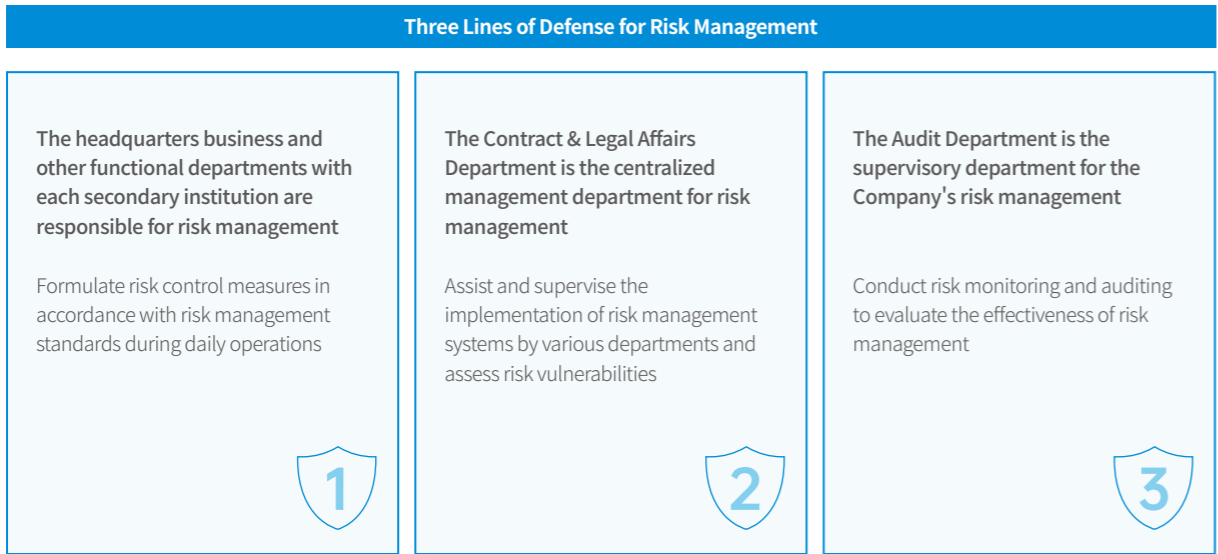 Three Lines of Defense for Risk Management
The headquarters business and
other functional departments with
each secondary institution are
responsible for risk management
Formulate risk control measures in
accordance with risk management
standards during daily operations
1
The Contract & Legal Affairs
Department is the centralized
management department for risk
management
Assist and supervise the
implementation of risk management
systems by various departments and
assess risk vulnerabilities
2
The Audit Department is the
supervisory department for the
Company's risk management
Conduct risk monitoring and auditing
to evaluate the effectiveness of risk
management
3